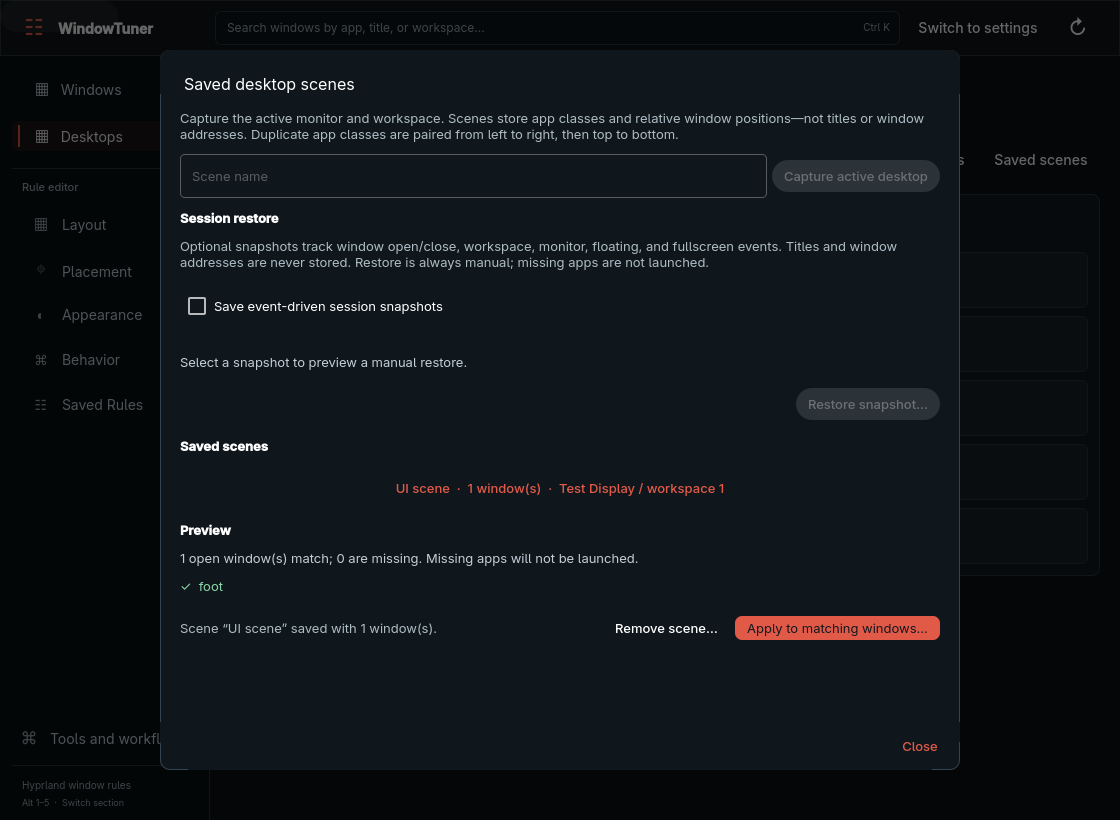 WindowTuner
Search windows by app, title, or workspace...
Ctrl K
Switch to settings
Windows
Desktops
Rule editor
Layout
Placement
Appearance
Behavior
Saved Rules
Tools and workfl
Hyprland window rules
Alt 1–5 · Switch section
s
Saved scenes
Saved desktop scenes
Capture the active monitor and workspace. Scenes store app classes and relative window positions—not titles or window
addresses. Duplicate app classes are paired from left to right, then top to bottom.
Scene name
Capture active desktop
Session restore
Optional snapshots track window open/close, workspace, monitor, floating, and fullscreen events. Titles and window
addresses are never stored. Restore is always manual; missing apps are not launched.
Save event-driven session snapshots
Select a snapshot to preview a manual restore.
Restore snapshot...
Saved scenes
UI scene · 1 window(s) · Test Display / workspace 1
Preview
1 open window(s) match; 0 are missing. Missing apps will not be launched.
✓ foot
Scene “UI scene” saved with 1 window(s).
Remove scene...
Apply to matching windows...
Close